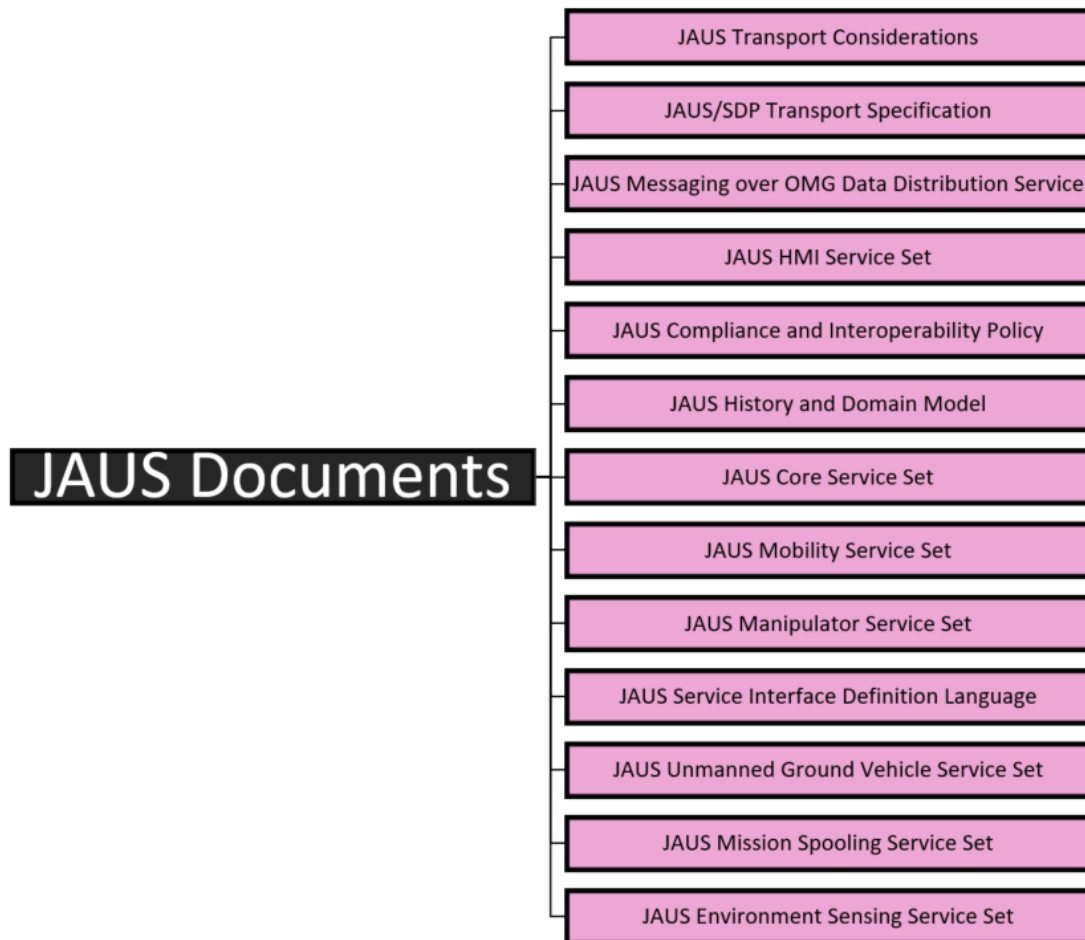 JAUS Transport Considerations
JAUS/SDP Transport Specification
JAUS Messaging over OMG Data Distribution Service
JAUS HMI Service Set
JAUS Compliance and Interoperability Policy
JAUS History and Domain Model
JAUS Documents
JAUS Core Service Set
JAUS Mobility Service Set
JAUS Manipulator Service Set
JAUS Service Interface Definition Language
JAUS Unmanned Ground Vehicle Service Set
JAUS Mission Spooling Service Set
JAUS Environment Sensing Service Set